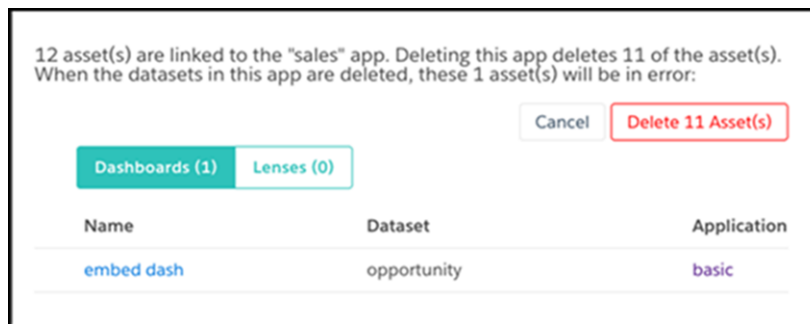 12 asset(s) are linked to the "sales" app. Deleting this app deletes 11 of the asset(s).
When the datasets in this app are deleted, these 1 asset(s) will be in error:
Cancel Delete 11 Asset(s)
Dashboards (1) Lenses (0)
Name Dataset Application
embed dash opportunity basic